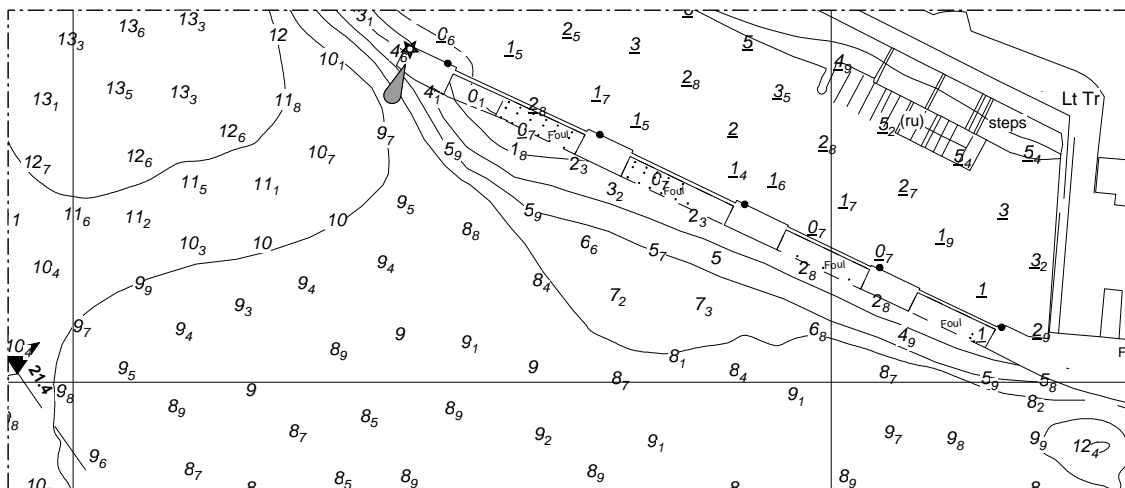 13₃ 13₆ 13₃ 12 3₁ 0₆ 1₅ 2₅ 3 5 4₉
10₁ 4₆
13₁ 13₅ 13₃ 11₈ 4₁ 0₁ 2₈ 1₇ 2₈ 3₅ Lt Tr
12₆ 9₇ 0₇ Foul 1₅ 2 5₂ (ru) steps
12₇ 12₆ 10₇ 5₉ 1₈ 2₃ 2₈ 5₄ 5₄
11₅ 11₁ 3₂ 0₇ Foul 1₄ 1₆ 2₇
1 11₆ 11₂ 10 9₅ 5₉ 2₃ 1₇ 3
10₃ 10 8₈ 6₆ 5₇ 5 0₇ 0₇ 1₉
10₄ 9₉ 9₄ 8₄ 2₈ Foul 3₂
9₃ 9₄ 7₂ 7₃ 2₈ 1
9₇ 9₄ 9 6₈ 4₉ Foul 1 2₉
10₄ 8₉ 9₁ 8₁ F
21.4 9₅ 9 8₇ 8₄ 8₇ 5₉ 5₈
9₈ 9 9₁ 8₂
8 8₉ 8₅ 8₉
8₇ 9₂ 9₁ 9₇ 9₈ 9₉ 12₄
9₆ 8₇ 8₅ 8₉ 8₉ 8₉